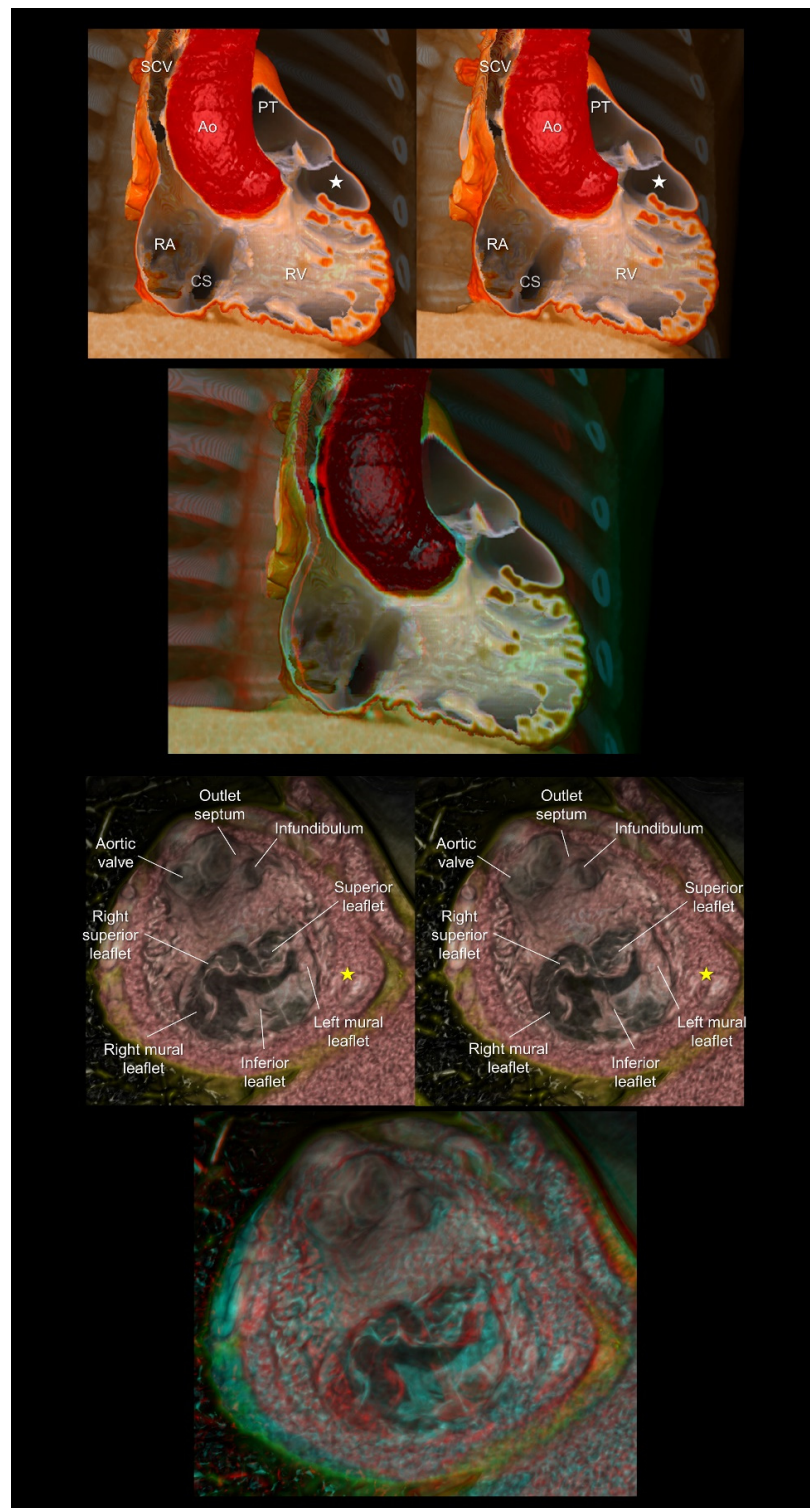 SCV
PT
Ao
RA
CS
RV
SCV
PT
Ao
RA
CS
RV
Outlet
septum
Infundibulum
Aortic
valve
Superior
leaflet
Right
superior
leaflet
Left mural
leaflet
Right mural
leaflet
Inferior
leaflet
Outlet
septum
Infundibulum
Aortic
valve
Superior
leaflet
Right
superior
leaflet
Left mural
leaflet
Right mural
leaflet
Inferior
leaflet